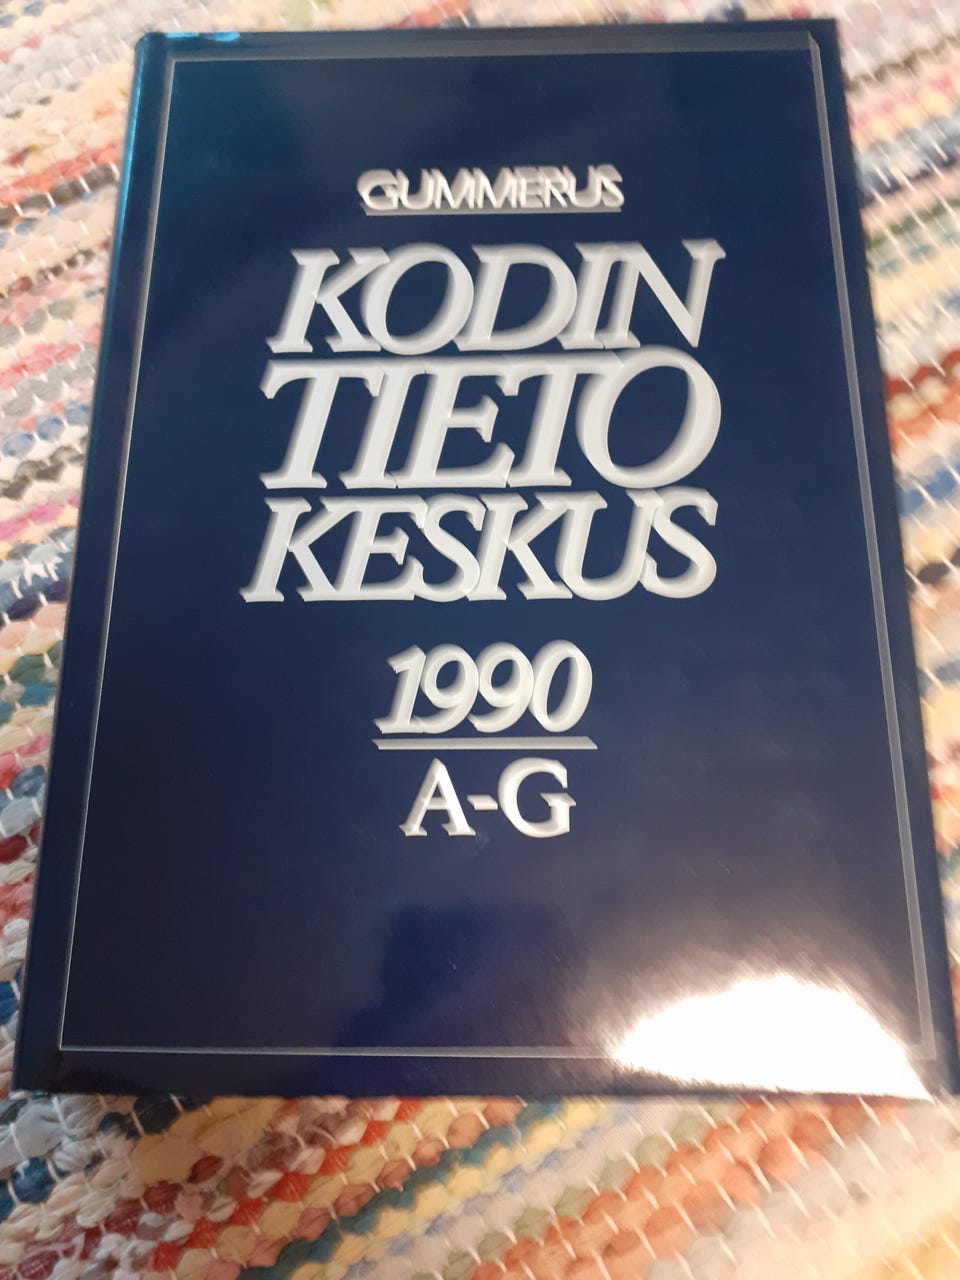 GUMMERUS
KODIN
TIETO
KESKUS
1990
A-G